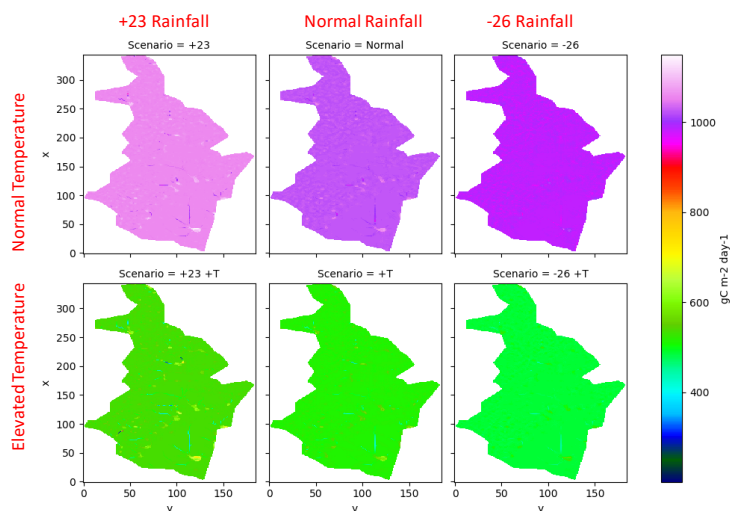 +23 Rainfall Normal Rainfall -26 Rainfall
Scenario = +23 Scenario = Normal Scenario = -26
Normal Temperature
x
300
250
200
150
100
50
0
Scenario = +23 +T Scenario = +T Scenario = -26 +T
Elevated Temperature
x
300
250
200
150
100
50
0
0 50 100 150 0 50 100 150 0 50 100 150
y y y
1000
800
600
400
gC m-2 day-1